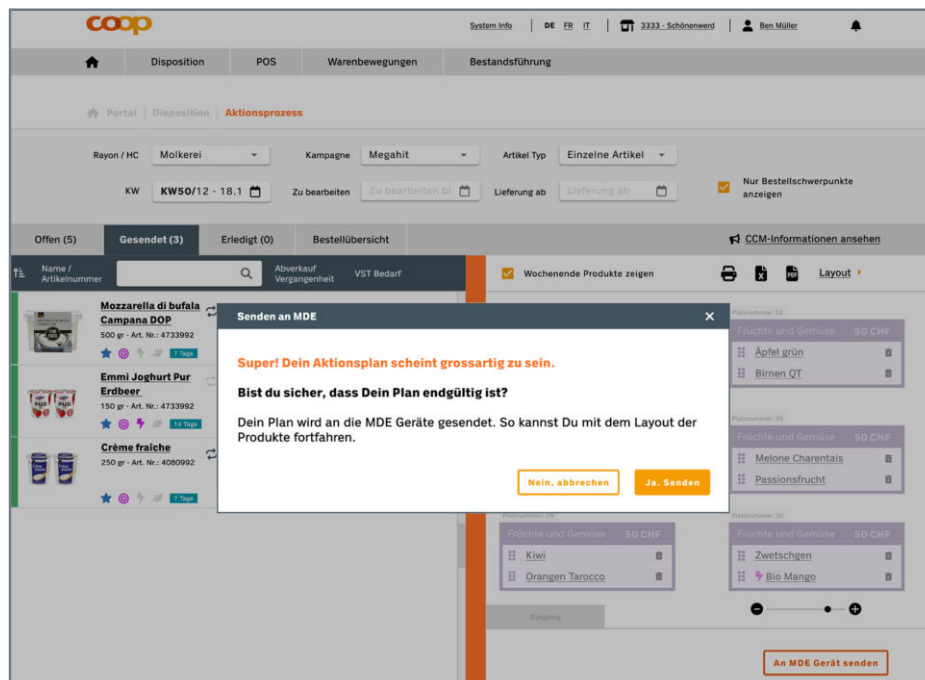 coop
System Info | DE FR IT | 3333 - Schönenwerd | Ben Müller
Disposition POS Warenbewegungen Bestandsführung
Portal | Disposition | Aktionsprozess
Rayon / HC Molkerei Kampagne Megahit Artikel Typ Einzelne Artikel
KW KW50/12 - 18.1 Zu bearbeiten Zu bearbeiten bi Lieferung ab Lieferung ab
Nur Bestellschwerpunkte
anzeigen
Offen (5) Gesendet (3) Erledigt (0) Bestellübersicht CCM-Informationen ansehen
Name /
Artikelnummer
Abverkauf
Vergangenheit
VST Bedarf
Wochenende Produkte zeigen PDF Layout
Mozzarella di bufala
Campana DOP
500 gr - Art. Nr.: 4733992
7 Tage
Emmi Joghurt Pur
Erdbeer
150 gr - Art. Nr.: 4733992
14 Tage
Crème fraîche
250 gr - Art. Nr.: 4080992
7 Tage
Senden an MDE
Super! Dein Aktionsplan scheint grossartig zu sein.
Bist du sicher, dass Dein Plan endgültig ist?
Dein Plan wird an die MDE Geräte gesendet. So kannst Du mit dem Layout der
Produkte fortfahren.
Nein, abbrechen Ja. Senden
Platznummer: 52
Früchte und Gemüse 50 CHF
Äpfel grün
Birnen QT
Früchte und Gemüse 50 CHF
Melone Charentais
Passionsfrucht
Früchte und Gemüse 50 CHF
Kiwi
Orangen Tarocco
Früchte und Gemüse 50 CHF
Zwetschgen
Bio Mango
Eingang
An MDE Gerät senden